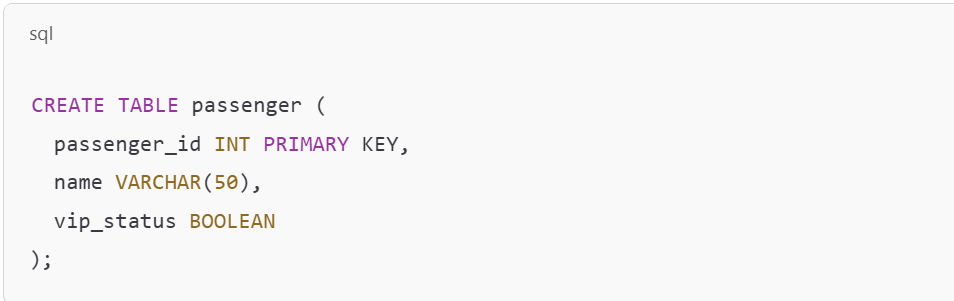 sql
CREATE TABLE passenger (
passenger_id INT PRIMARY KEY,
name VARCHAR(50),
vip_status BOOLEAN
);